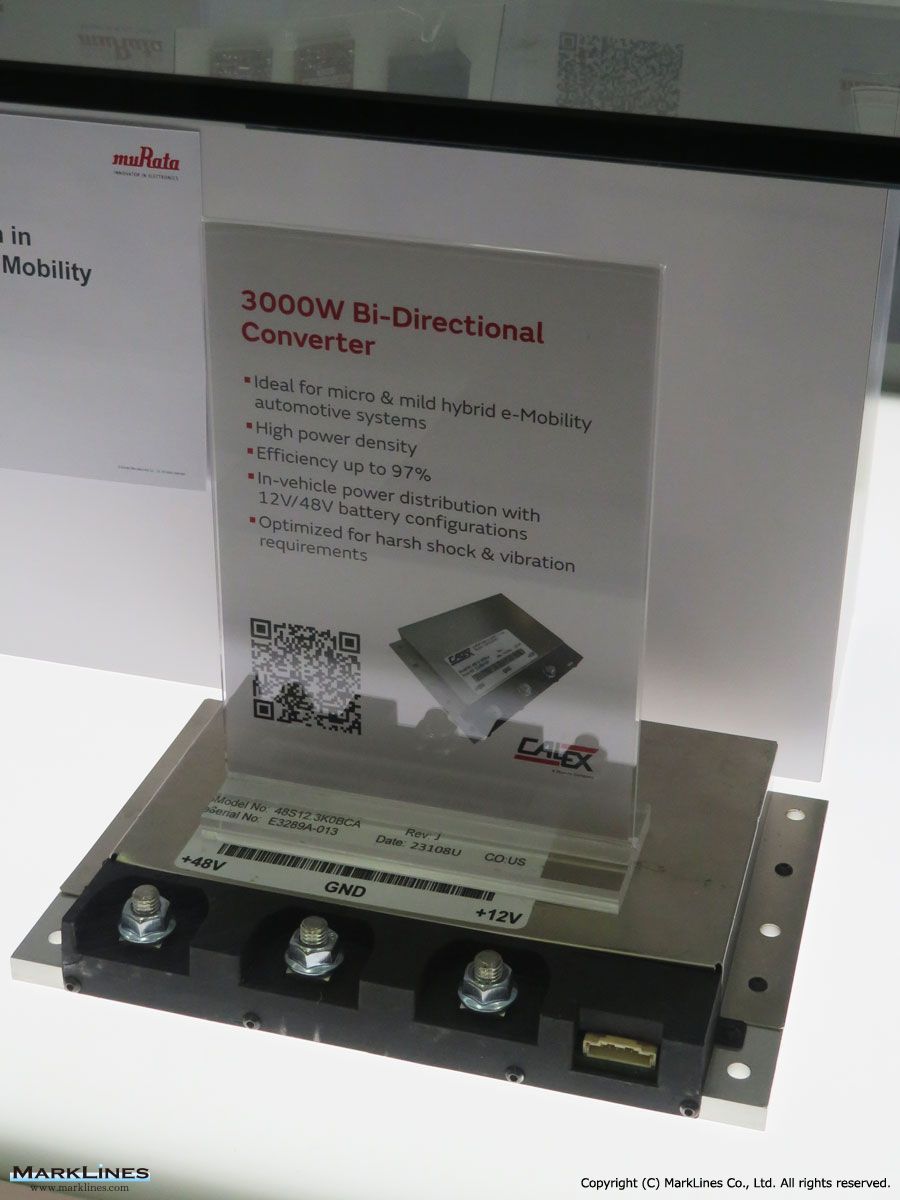 muRata
INNOVATOR IN ELECTRONICS
in
Mobility
3000W Bi-Directional
Converter
▪Ideal for micro & mild hybrid e-Mobility
automotive systems
▪High power density
▪Efficiency up to 97%
▪In-vehicle power distribution with
12V/48V battery configurations
▪Optimized for harsh shock & vibration
requirements
CALEX
CALEX
Model No: 48S12.3K0BCA
Rev: J
Serial No: E3289A-013
Date: 23108U
CO:US
+48V
GND
+12V
MARKLINES
www.marklines.com
Copyright (C) MarkLines Co., Ltd. All rights reserved.